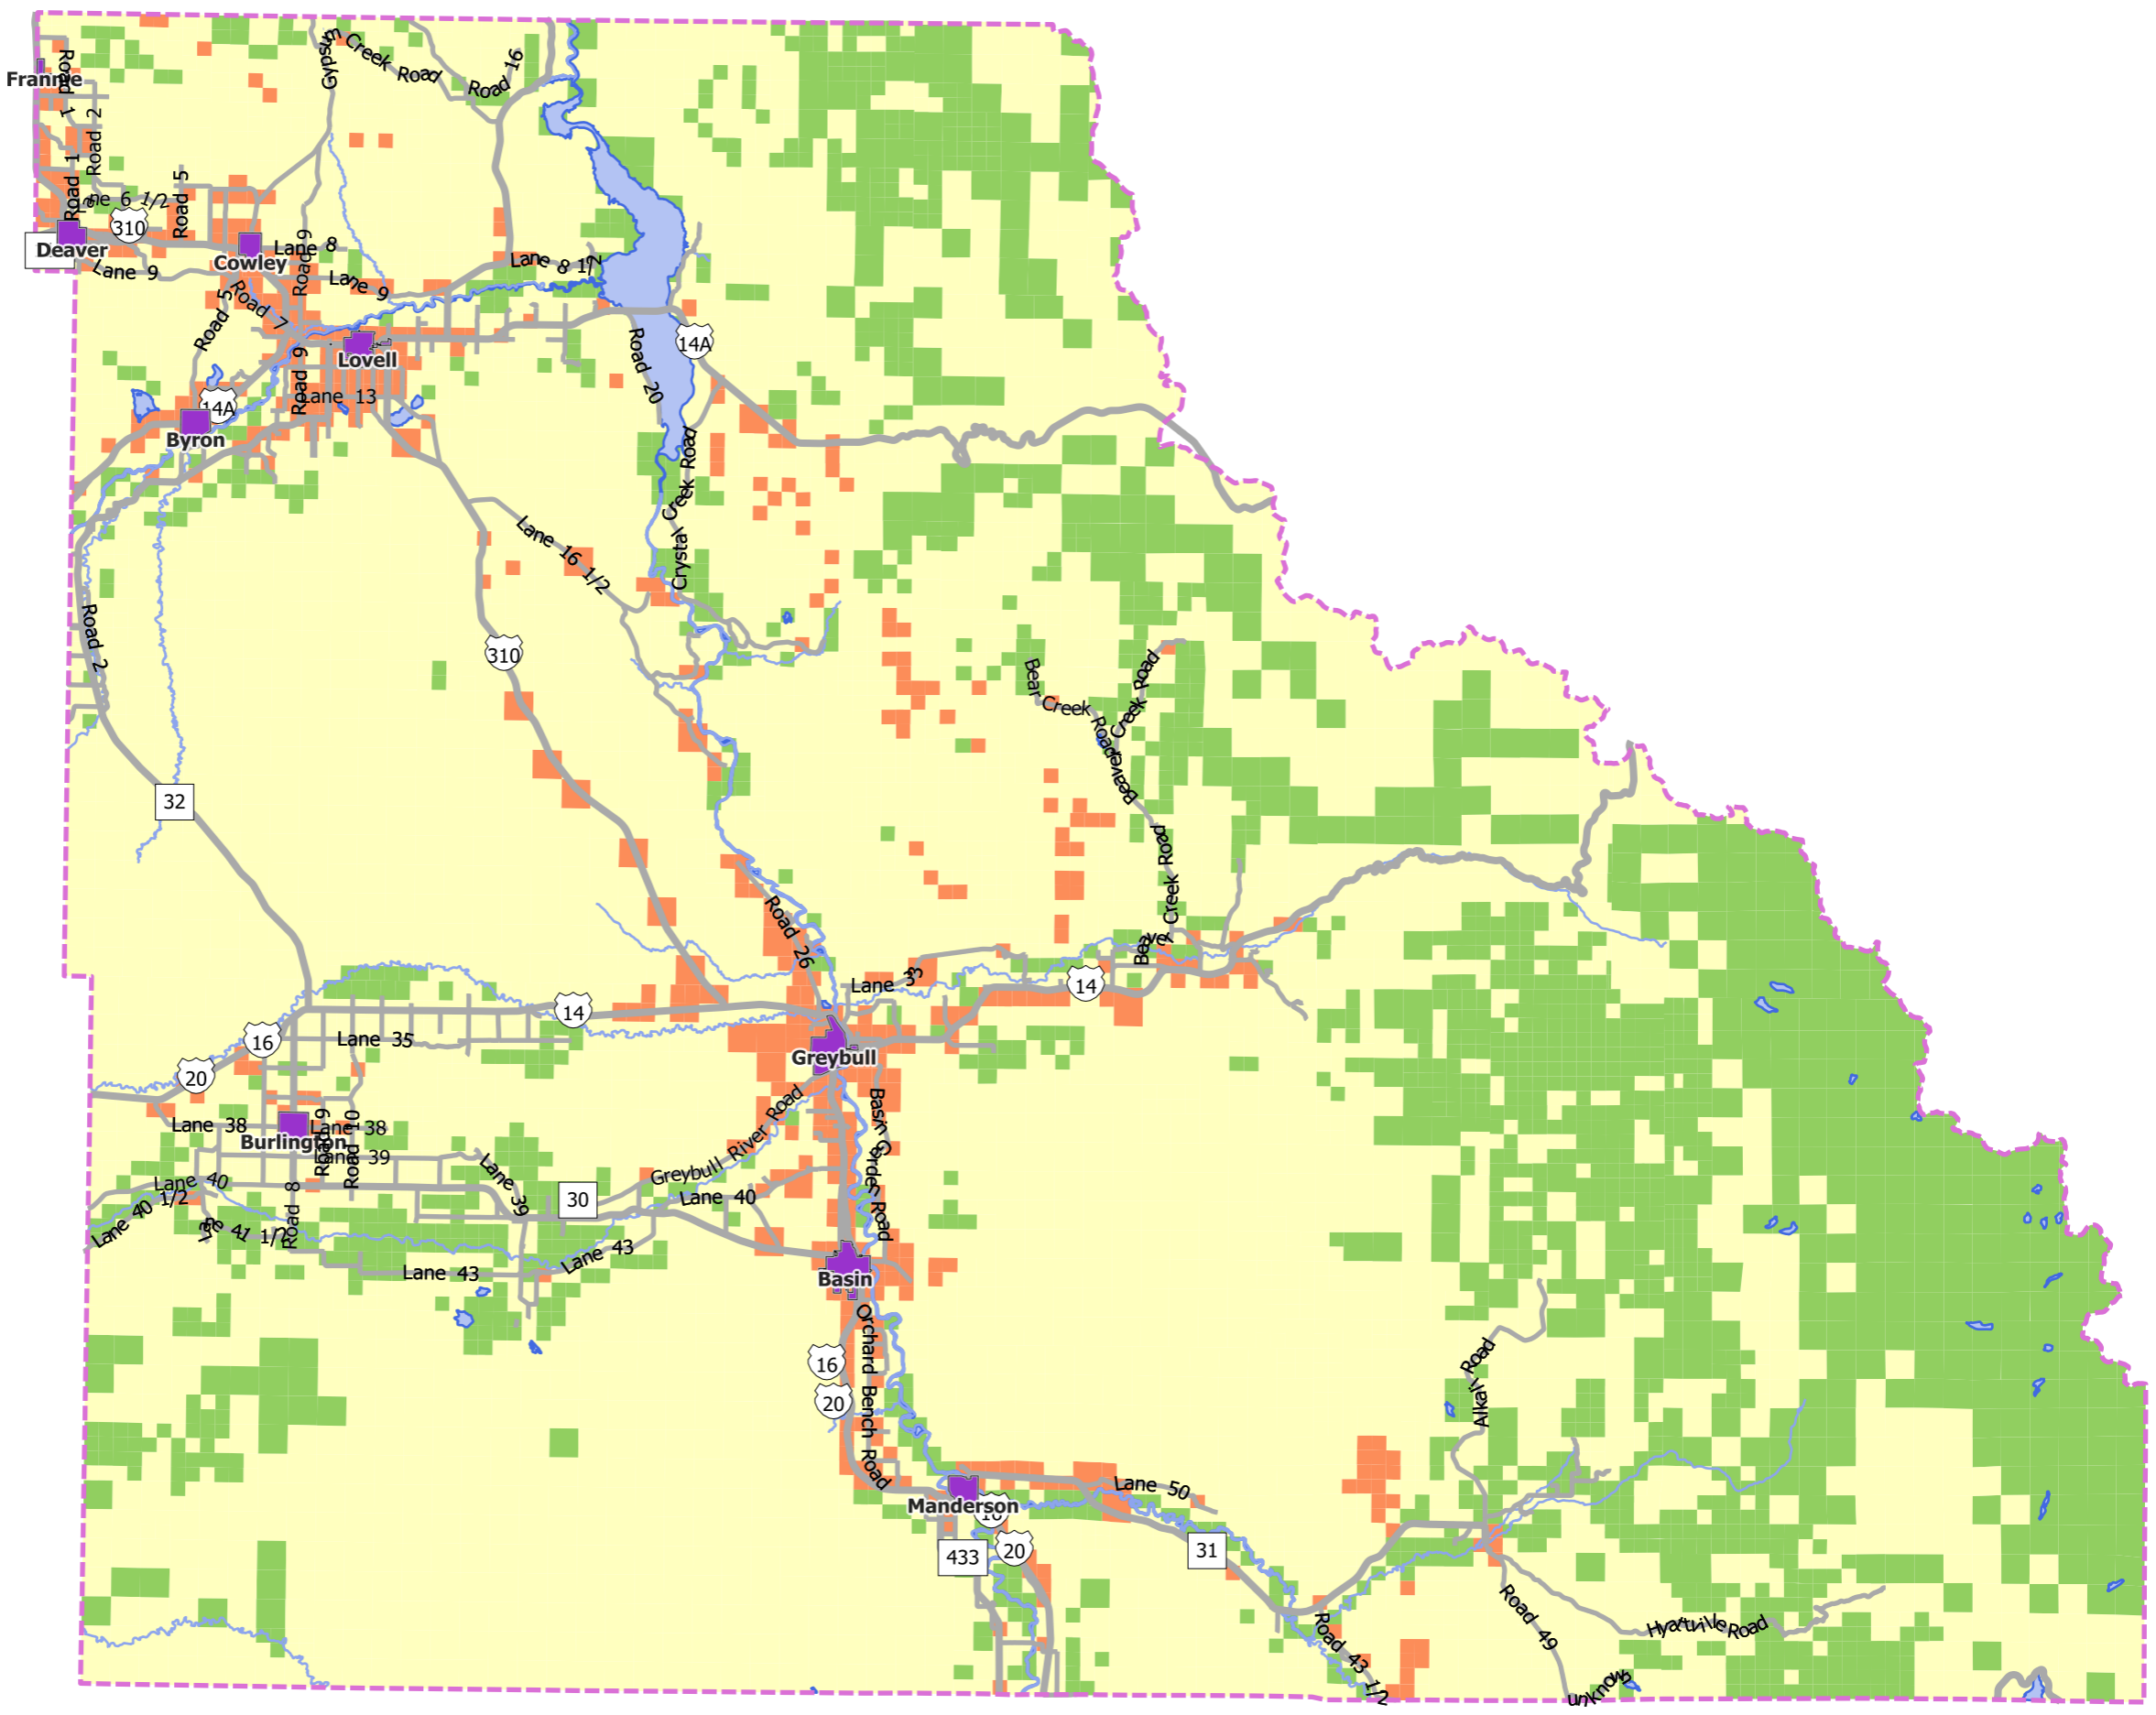 Gypsum Creek Road
Road 16
Frannie
Road 1
Road 2
Road 1
Lane 6 1/2
Road 5
310
Deaver
Cowley
Lane 8
Road 9
Lane 9
Lane 9
Lane 8 1/2
Road 5
Road 7
14A
Road 20
Lovell
Road 9
Lane 13
14A
Byron
Crystal Creek Road
Lane 16 1/2
Road 2
310
Bear Creek Road
Beaver Creek Road
32
Beaver Creek Road
Road 26
Lane 33
14
14
16
Lane 35
20
Greybull
Lane 38
Road 9
Lane 38
Road 10
Burlington
Lane 39
Greybull River Road
Basin Gardens Road
Lane 40
Lane 39
30
Lane 40
Lane 40 1/2
Road 8
Lane 43
Lane 43
Basin
Orchard Bench Road
16
20
Alkali Road
Lane 50
Manderson
16
433
20
31
Road 43 1/2
Road 49
Hyattville Road
unknown